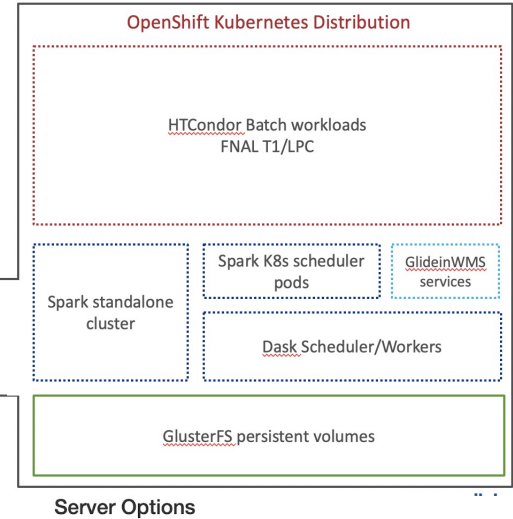 OpenShift Kubernetes Distribution
HTCondor Batch workloads
FNAL T1/LPC
Spark standalone
cluster
Spark K8s scheduler
pods
GlideinWMS
services
Dask Scheduler/Workers
GlusterFS persistent volumes
Server Options